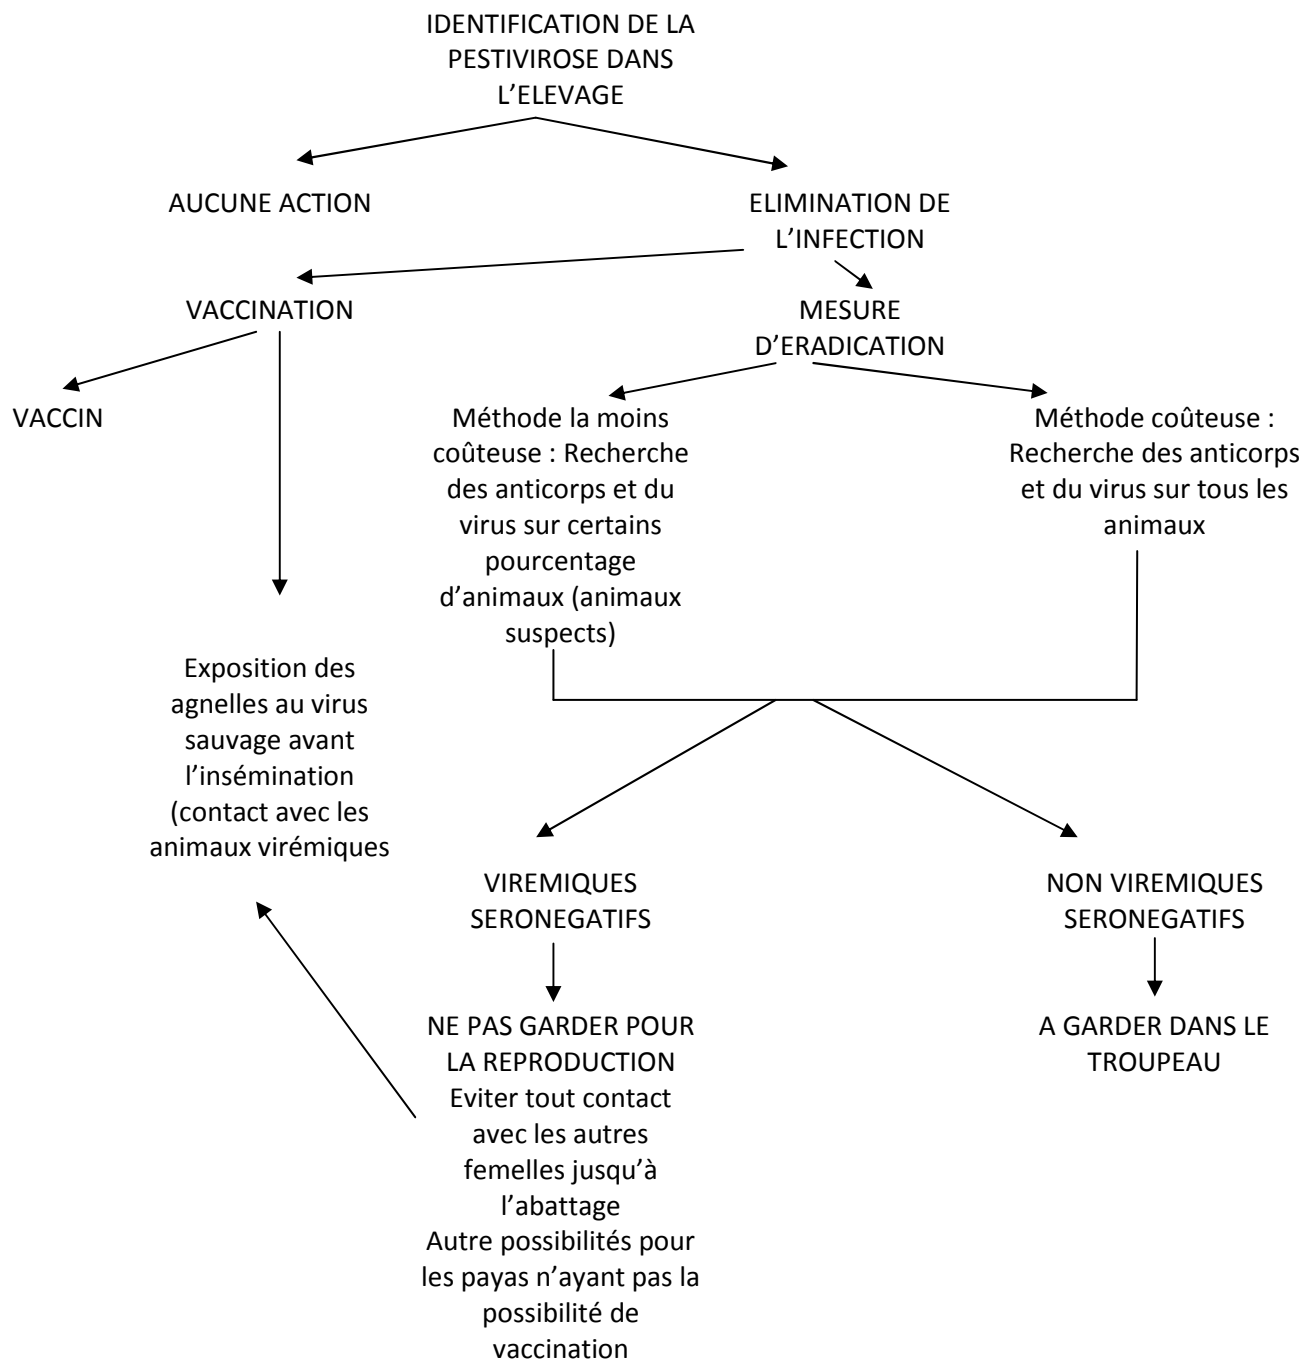 IDENTIFICATION DE LA
PESTIVIROSE DANS
L'ELEVAGE
AUCUNE ACTION
ELIMINATION DE
L'INFECTION
VACCINATION
MESURE
D'ERADICATION
VACCIN
Méthode la moins
coûteuse : Recherche
des anticorps et du
virus sur certains
pourcentage
d'animaux (animaux
suspects)
Méthode coûteuse :
Recherche des anticorps
et du virus sur tous les
animaux
Exposition des
agnelles au virus
sauvage avant
l'insémination
(contact avec les
animaux virémiques
VIREMIQUES
SERONEGATIFS
NON VIREMIQUES
SERONEGATIFS
NE PAS GARDER POUR
LA REPRODUCTION
Eviter tout contact
avec les autres
femelles jusqu'à
l'abattage
Autre possibilités pour
les payas n'ayant pas la
possibilité de
vaccination
A GARDER DANS LE
TROUPEAU